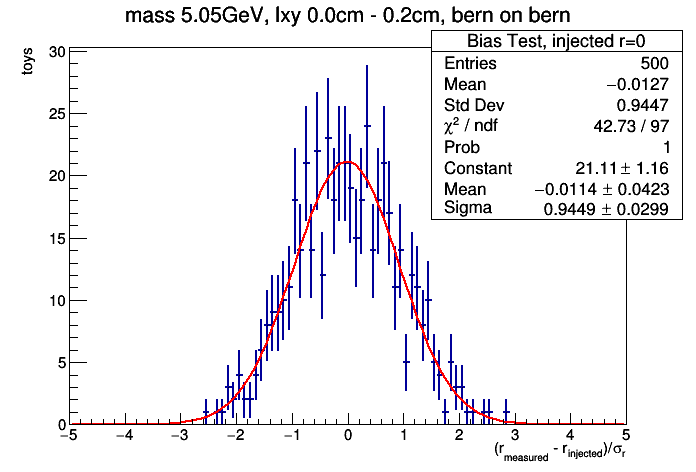 mass 5.05GeV, lxy 0.0cm - 0.2cm, bern on bern
Bias Test, injected r=0
Entries 500
Mean −0.0127
Std Dev 0.9447
χ² / ndf 42.73 / 97
Prob 1
Constant 21.11 ± 1.16
Mean −0.0114 ± 0.0423
Sigma 0.9449 ± 0.0299
toys
30
25
20
15
10
5
0
−5 −4 −3 −2 −1 0 1 2 3 4 5
(r_measured - r_injected)/σ_r